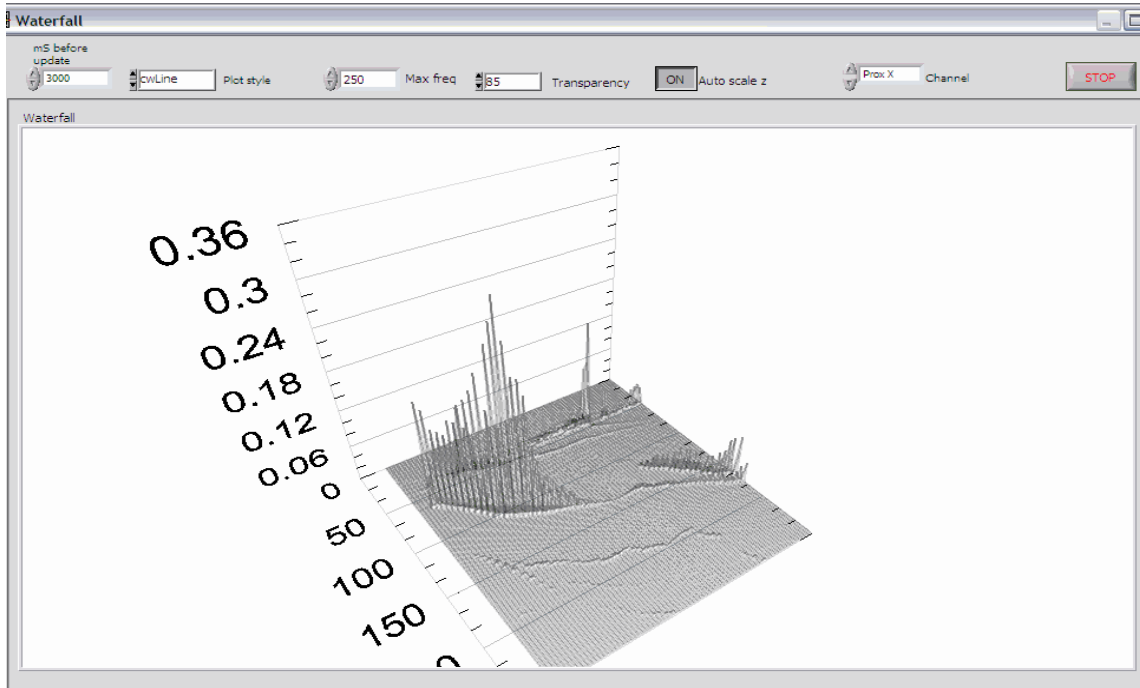 Waterfall
mS before
update
3000
cwLine
Plot style
250
Max freq
85
Transparency
ON
Auto scale z
Prox X
Channel
STOP
Waterfall
0.36
0.3
0.24
0.18
0.12
0.06
0
50
100
150